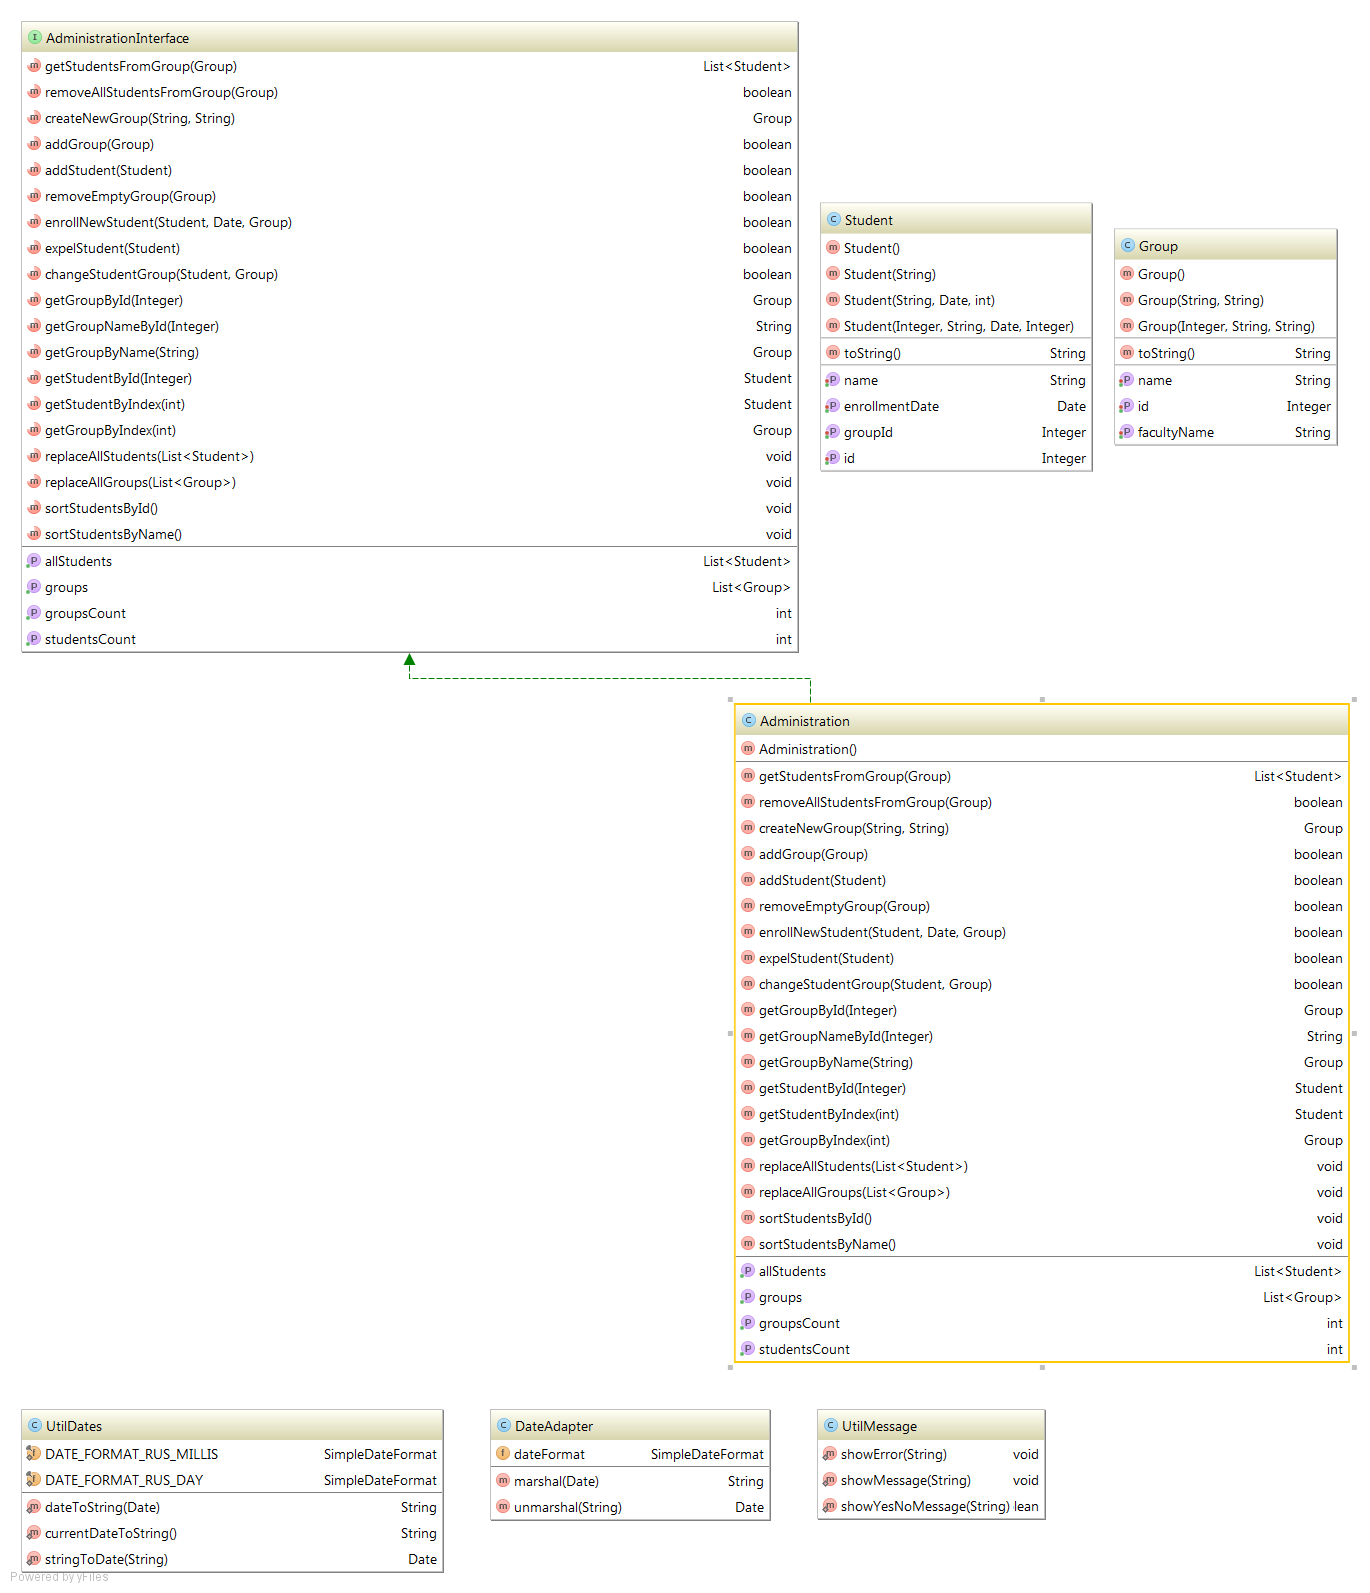 AdministrationInterface
getStudentsFromGroup(Group) List<Student>
removeAllStudentsFromGroup(Group) boolean
createNewGroup(String, String) Group
addGroup(Group) boolean
addStudent(Student) boolean
removeEmptyGroup(Group) boolean
enrollNewStudent(Student, Date, Group) boolean
expelStudent(Student) boolean
changeStudentGroup(Student, Group) boolean
getGroupById(Integer) Group
getGroupNameById(Integer) String
getGroupByName(String) Group
getStudentById(Integer) Student
getStudentByIndex(int) Student
getGroupByIndex(int) Group
replaceAllStudents(List<Student>) void
replaceAllGroups(List<Group>) void
sortStudentsById() void
sortStudentsByName() void
allStudents List<Student>
groups List<Group>
groupsCount int
studentsCount int
Student
Student()
Student(String)
Student(String, Date, int)
Student(Integer, String, Date, Integer)
toString() String
name String
enrollmentDate Date
groupId Integer
id Integer
Group
Group()
Group(String, String)
Group(Integer, String, String)
toString() String
name String
id Integer
facultyName String
Administration
Administration()
getStudentsFromGroup(Group) List<Student>
removeAllStudentsFromGroup(Group) boolean
createNewGroup(String, String) Group
addGroup(Group) boolean
addStudent(Student) boolean
removeEmptyGroup(Group) boolean
enrollNewStudent(Student, Date, Group) boolean
expelStudent(Student) boolean
changeStudentGroup(Student, Group) boolean
getGroupById(Integer) Group
getGroupNameById(Integer) String
getGroupByName(String) Group
getStudentById(Integer) Student
getStudentByIndex(int) Student
getGroupByIndex(int) Group
replaceAllStudents(List<Student>) void
replaceAllGroups(List<Group>) void
sortStudentsById() void
sortStudentsByName() void
allStudents List<Student>
groups List<Group>
groupsCount int
studentsCount int
UtilDates
DATE_FORMAT_RUS_MILLIS SimpleDateFormat
DATE_FORMAT_RUS_DAY SimpleDateFormat
dateToString(Date) String
currentDateToString() String
stringToDate(String) Date
DateAdapter
dateFormat SimpleDateFormat
marshal(Date) String
unmarshal(String) Date
UtilMessage
showError(String) void
showMessage(String) void
showYesNoMessage(String) lean
Powered by yFiles